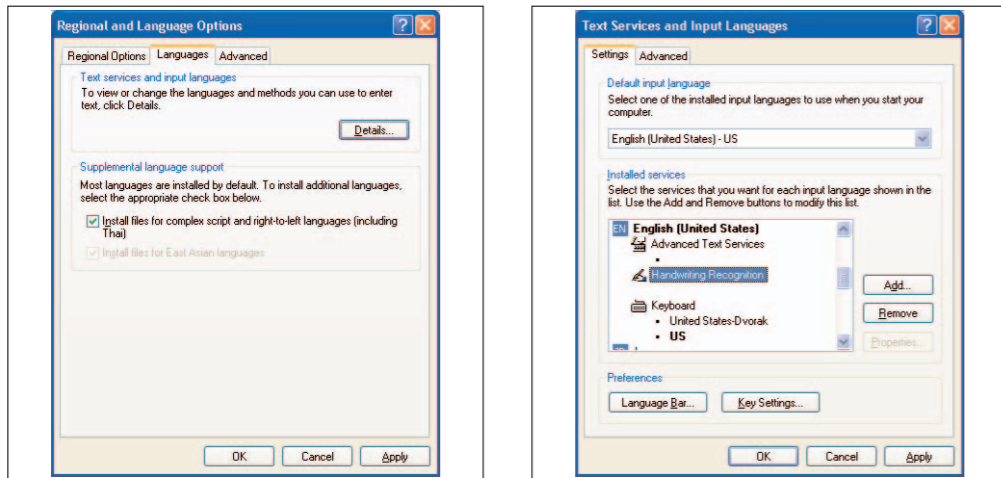 Regional and Language Options
Regional Options Languages Advanced
Text services and input languages
To view or change the languages and methods you can use to enter
text, click Details.
Details...
Supplemental language support
Most languages are installed by default. To install additional languages,
select the appropriate check box below.
Install files for complex script and right-to-left languages (including
Thai)
Install files for East Asian languages
OK Cancel Apply
Text Services and Input Languages
Settings Advanced
Default input language
Select one of the installed input languages to use when you start your
computer.
English (United States) - US
Installed services
Select the services that you want for each input language shown in the
list. Use the Add and Remove buttons to modify this list.
EN English (United States)
Advanced Text Services
Handwriting Recognition
Keyboard
• United States-Dvorak
• US
Add...
Remove
Properties...
Preferences
Language Bar... Key Settings...
OK Cancel Apply